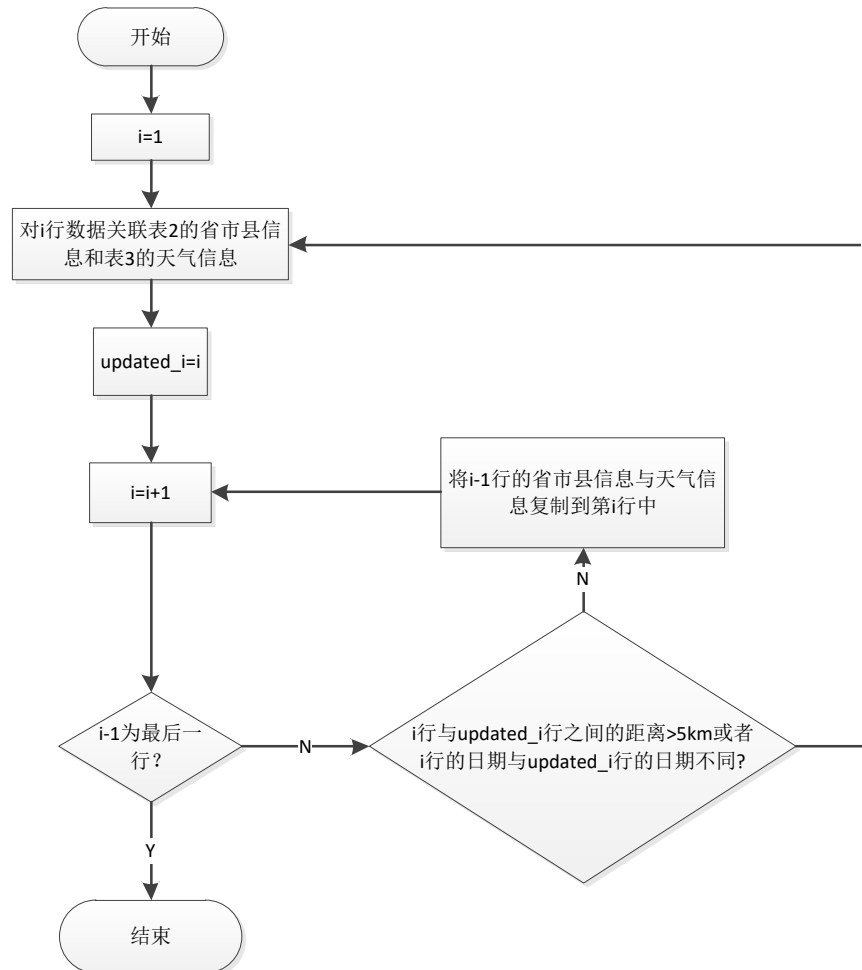 开始
i=1
对i行数据关联表2的省市县信
息和表3的天气信息
updated_i=i
i=i+1
将i-1行的省市县信息与天气信
息复制到第i行中
N
i-1为最后一
行？
N
i行与updated_i行之间的距离>5km或者
i行的日期与updated_i行的日期不同?
Y
结束